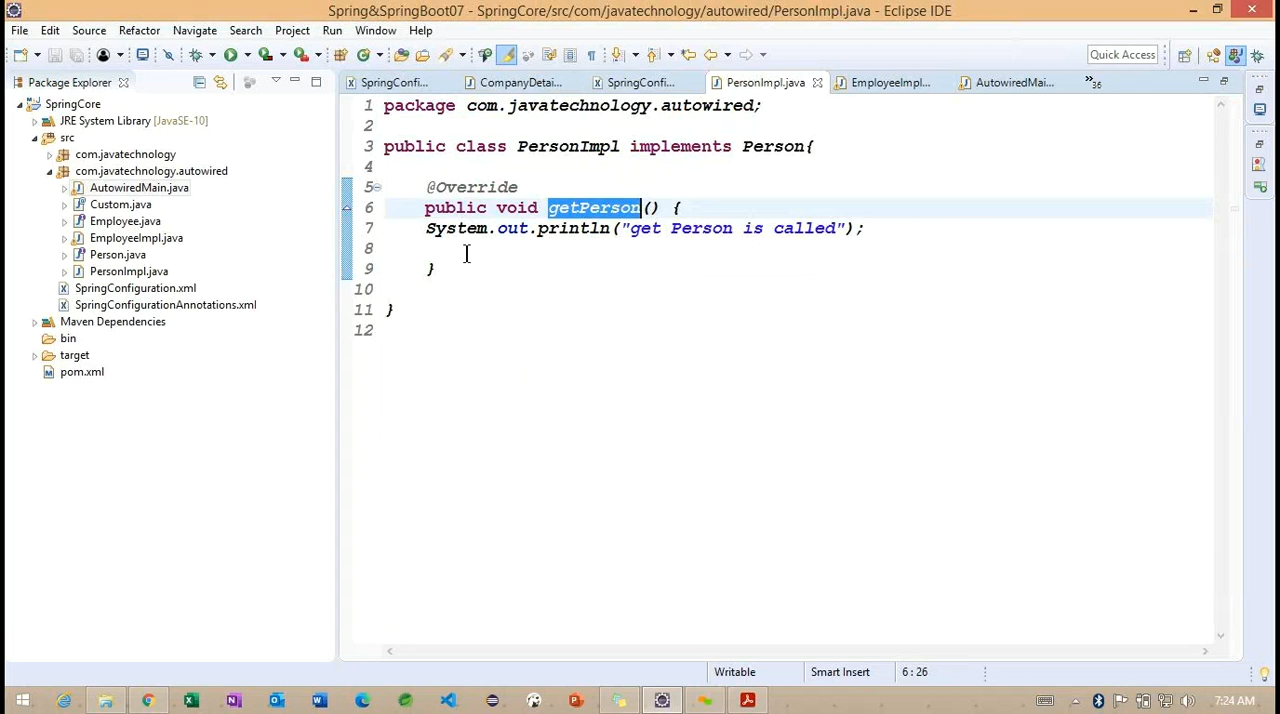 Spring&SpringBoot07 - SpringCore/src/com/javatechnology/autowired/PersonImpl.java - Eclipse IDE
File Edit Source Refactor Navigate Search Project Run Window Help
Quick Access
Package Explorer
SpringConfi... CompanyDetai... SpringConfi... PersonImpl.java EmployeeImpl... AutowiredMai... »36
SpringCore
JRE System Library [JavaSE-10]
src
com.javatechnology
com.javatechnology.autowired
AutowiredMain.java
Custom.java
Employee.java
EmployeeImpl.java
Person.java
PersonImpl.java
SpringConfiguration.xml
SpringConfigurationAnnotations.xml
Maven Dependencies
bin
target
pom.xml
1 package com.javatechnology.autowired;
2
3 public class PersonImpl implements Person{
4
5 @Override
6 public void getPerson() {
7 System.out.println("get Person is called");
8
9 }
10
11 }
12
Writable Smart Insert 6 : 26
7:24 AM